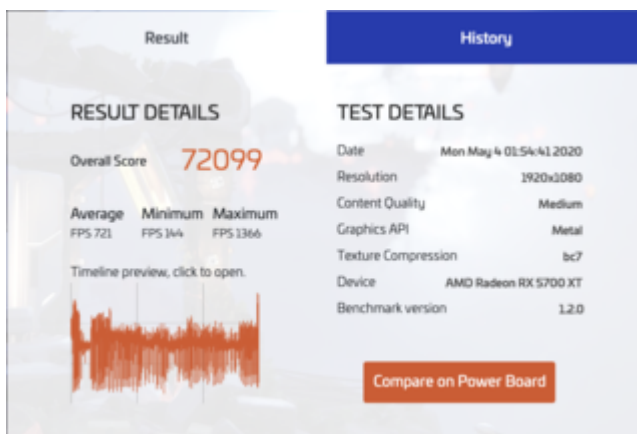 Result
History
RESULT DETAILS
Overall Score 72099
Average Minimum Maximum
FPS 721 FPS 144 FPS 1366
Timeline preview, click to open.
TEST DETAILS
Date Mon May 4 01:54:41 2020
Resolution 1920x1080
Content Quality Medium
Graphics API Metal
Texture Compression bc7
Device AMD Radeon RX 5700 XT
Benchmark version 1.2.0
Compare on Power Board